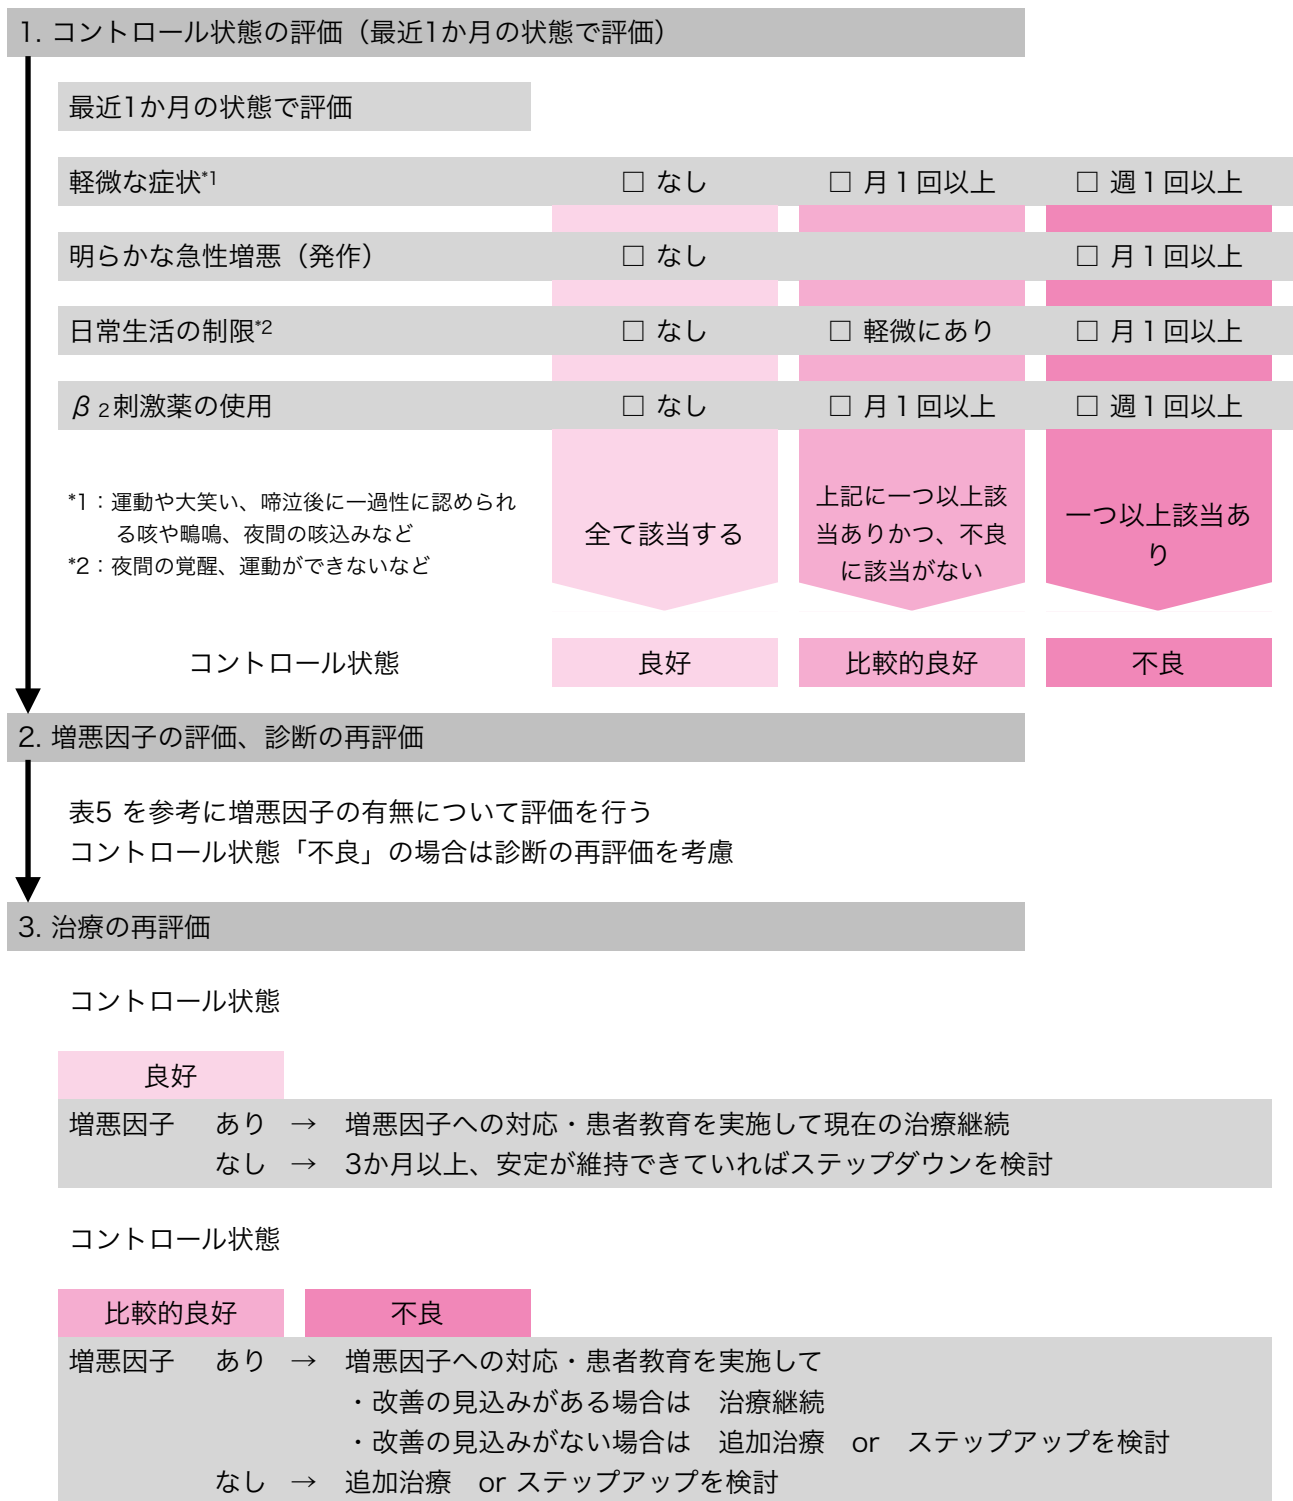 1. コントロール状態の評価（最近1か月の状態で評価）
最近1か月の状態で評価
軽微な症状*1 □ なし □ 月１回以上 □ 週１回以上
明らかな急性増悪（発作） □ なし □ 月１回以上
日常生活の制限*2 □ なし □ 軽微にあり □ 月１回以上
β２刺激薬の使用 □ なし □ 月１回以上 □ 週１回以上
*1：運動や大笑い、啼泣後に一過性に認められ
る咳や鴫鳴、夜間の咳込みなど
*2：夜間の覚醒、運動ができないなど
全て該当する
上記に一つ以上該
当ありかつ、不良
に該当がない
一つ以上該当あ
り
コントロール状態 良好 比較的良好 不良
2. 増悪因子の評価、診断の再評価
表5 を参考に増悪因子の有無について評価を行う
コントロール状態「不良」の場合は診断の再評価を考慮
3. 治療の再評価
コントロール状態
良好
増悪因子 あり → 増悪因子への対応・患者教育を実施して現在の治療継続
なし → 3か月以上、安定が維持できていればステップダウンを検討
コントロール状態
比較的良好 不良
増悪因子 あり → 増悪因子への対応・患者教育を実施して
・改善の見込みがある場合は　治療継続
・改善の見込みがない場合は　追加治療　or　ステップアップを検討
なし → 追加治療　or ステップアップを検討